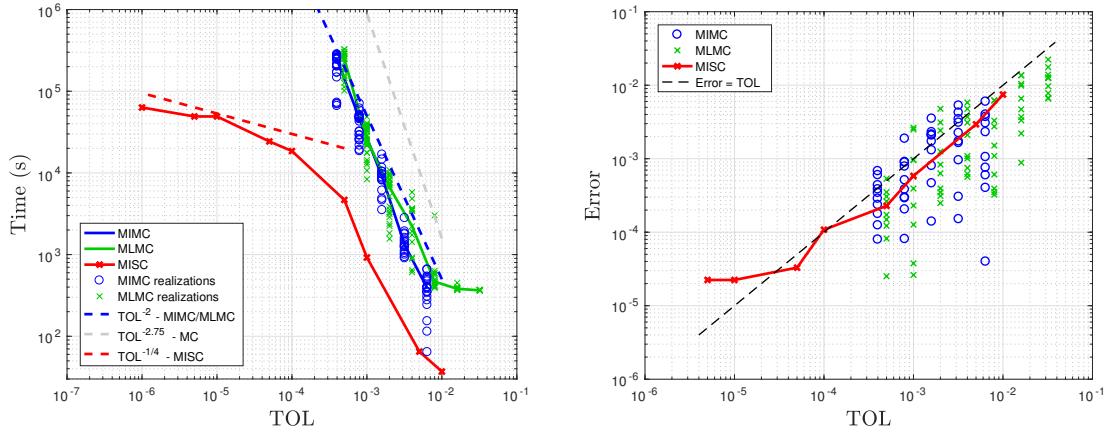 10^6
10^5
10^4
10^3
10^2
Time (s)
10^-7
10^-6
10^-5
10^-4
10^-3
10^-2
10^-1
TOL
MIMC
MLMC
MISC
MIMC realizations
MLMC realizations
TOL^-2 - MIMC/MLMC
TOL^-2.75 - MC
TOL^-1/4 - MISC
10^-1
10^-2
10^-3
10^-4
10^-5
10^-6
Error
10^-6
10^-5
10^-4
10^-3
10^-2
10^-1
TOL
MIMC
MLMC
MISC
Error = TOL